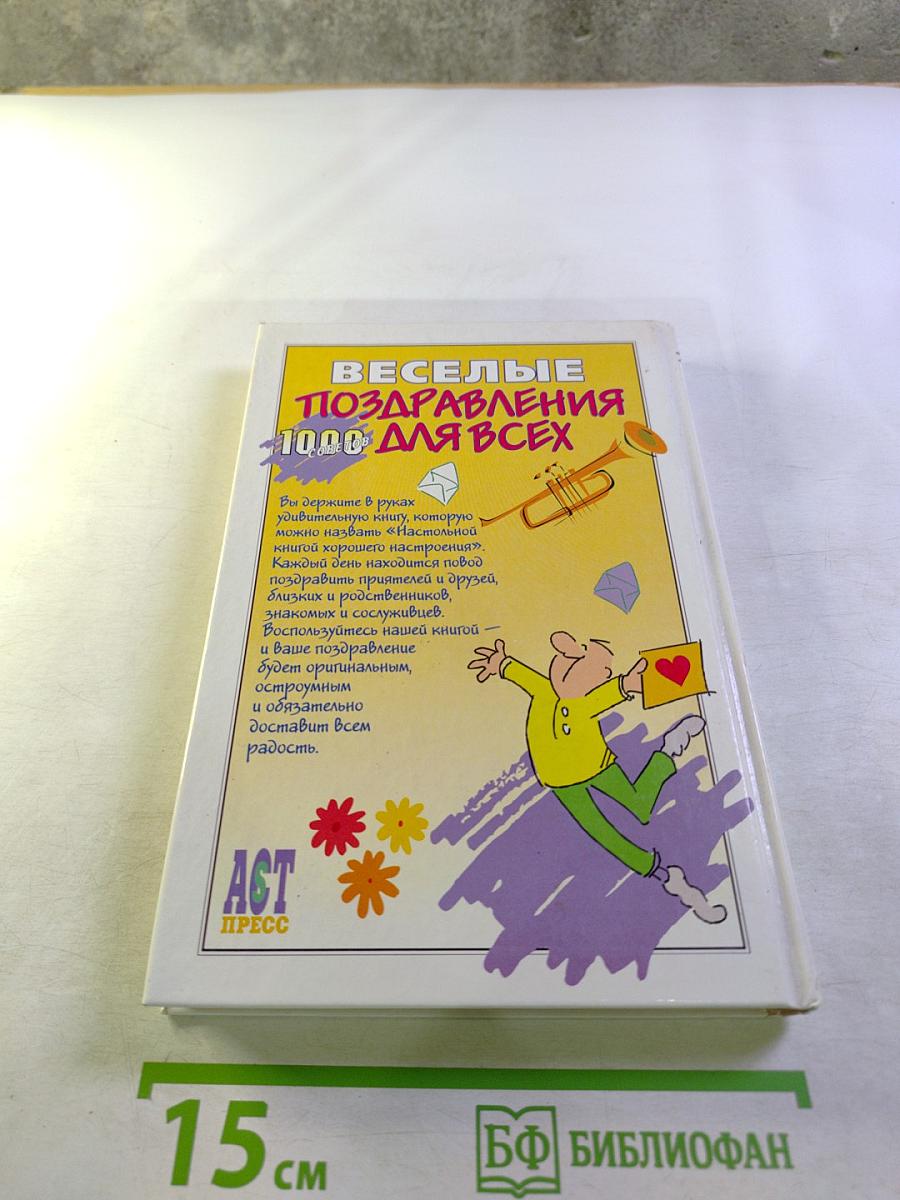 ВЕСЕЛЫЕ
ПОЗДРАВЛЕНИЯ
ДЛЯ ВСЕХ
1000
СОВЕТОВ
Вы держите в руках
удивительную книгу, которую
можно назвать «Настольной
книгой хорошего настроения».
Каждый день находится повод
поздравить приятелей и друзей,
близких и родственников,
знакомых и сослуживцев.
Воспользуйтесь нашей книгой —
и ваше поздравление
будет оригинальным,
остроумным
и обязательно
доставит всем
радость.
АСТ
ПРЕСС
15 см
БФ БИБЛИОФАН